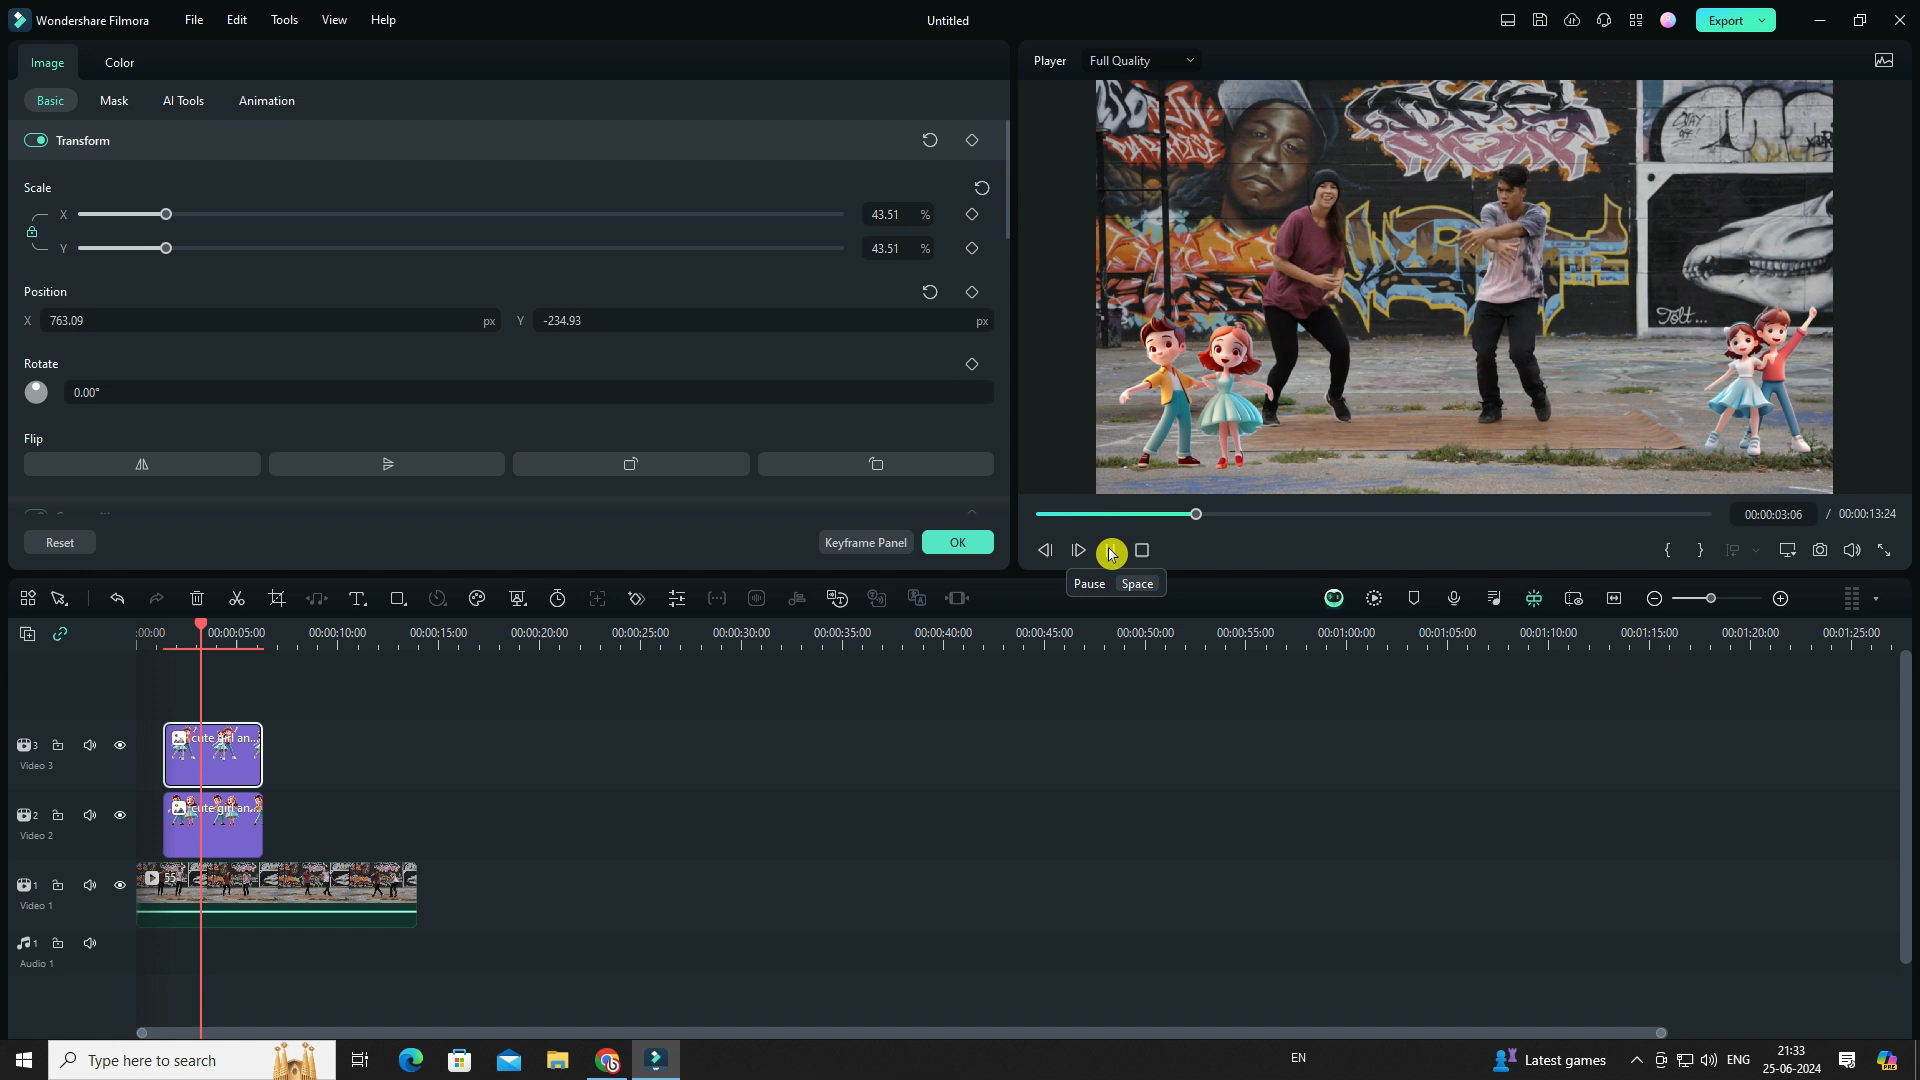 Wondershare Filmora File Edit Tools View Help Untitled Export
Image Color
Player Full Quality
Basic Mask AI Tools Animation
Transform
Scale
X 43.51 %
Y 43.51 %
Position
X 763.09 px Y -234.93 px
Rotate
0.00°
Flip
Reset Keyframe Panel OK
00:00:03:06 / 00:00:13:24
Pause Space
:00:00 00:00:05:00 00:00:10:00 00:00:15:00 00:00:20:00 00:00:25:00 00:00:30:00 00:00:35:00 00:00:40:00 00:00:45:00 00:00:50:00 00:00:55:00 00:01:00:00 00:01:05:00 00:01:10:00 00:01:15:00 00:01:20:00 00:01:25:00
3 cute girl an...
Video 3
2 cute girl an...
Video 2
1 55
Video 1
1
Audio 1
Type here to search
EN
Latest games
ENG
21:33
25-06-2024